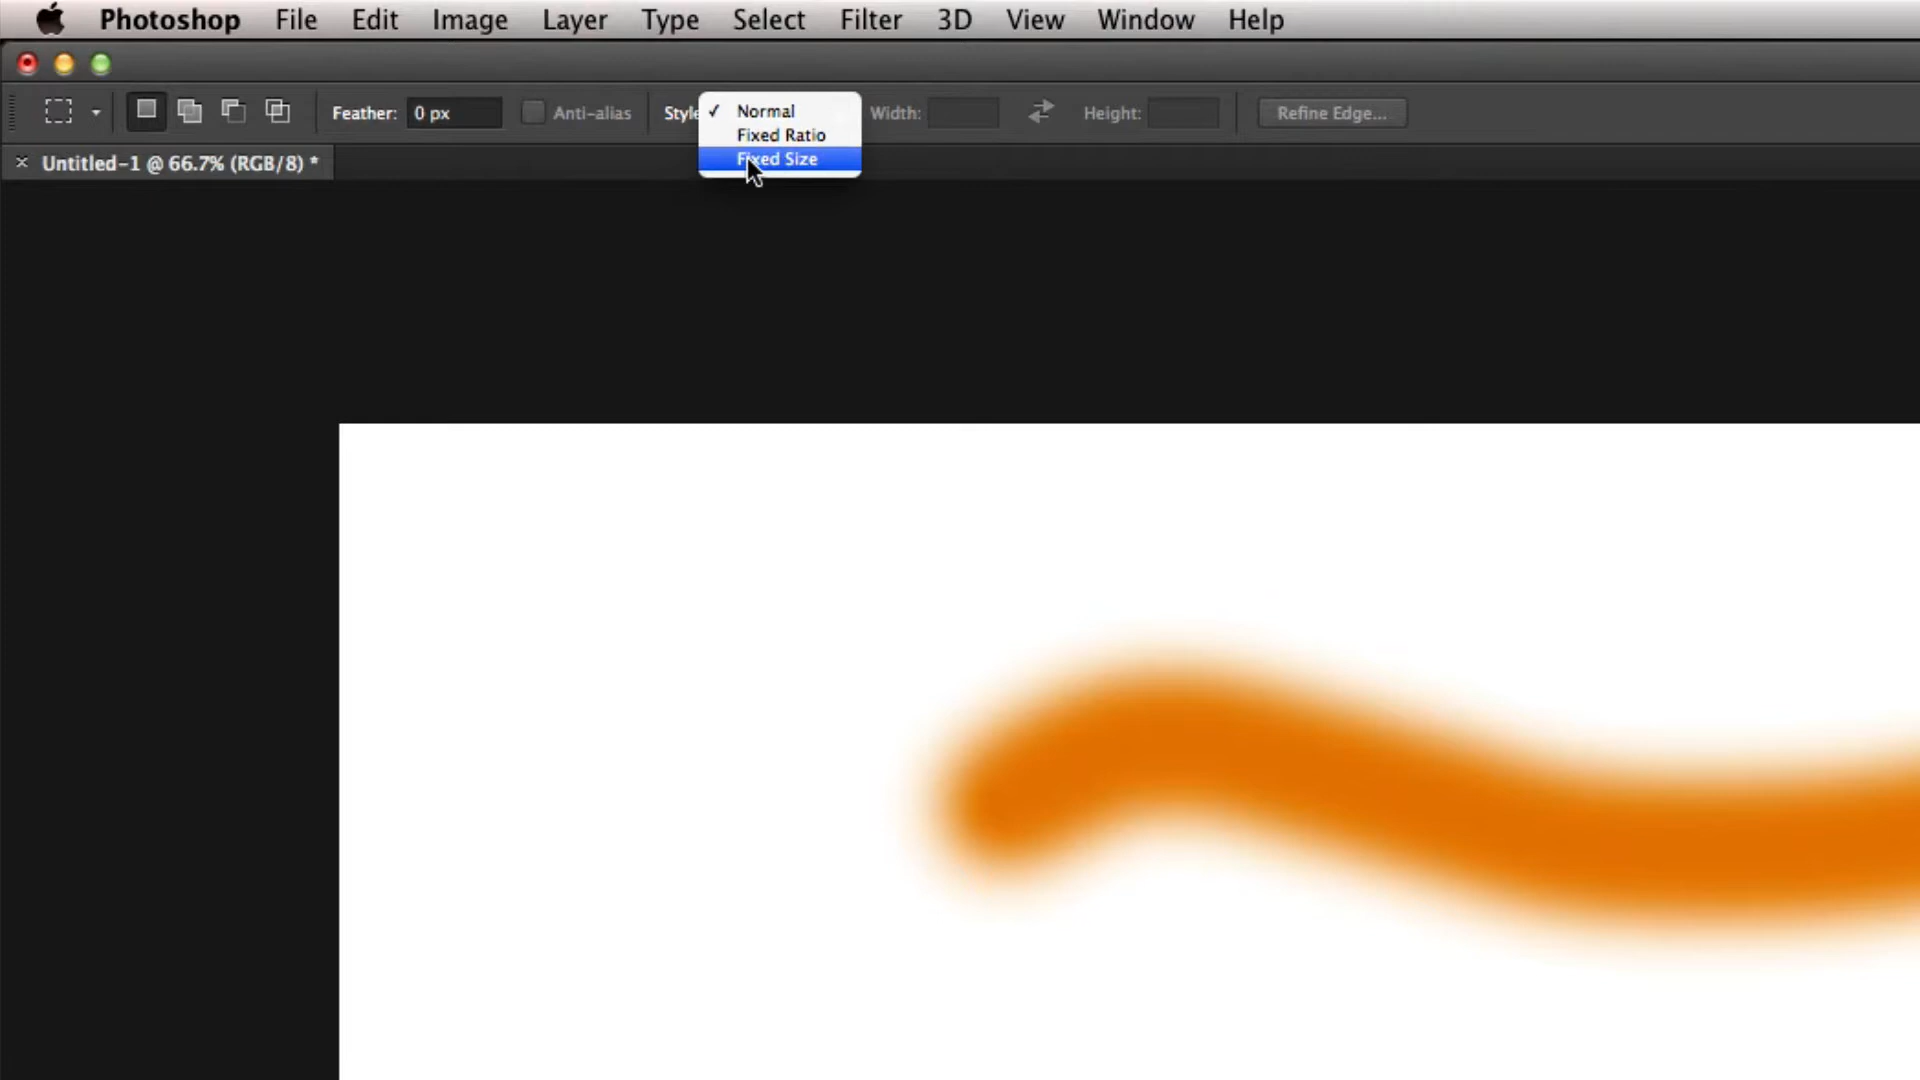 Photoshop File Edit Image Layer Type Select Filter 3D View Window Help
Feather: 0 px Anti-alias Style Normal Width: Height: Refine Edge...
Fixed Ratio
Fixed Size
Untitled-1 @ 66.7% (RGB/8) *